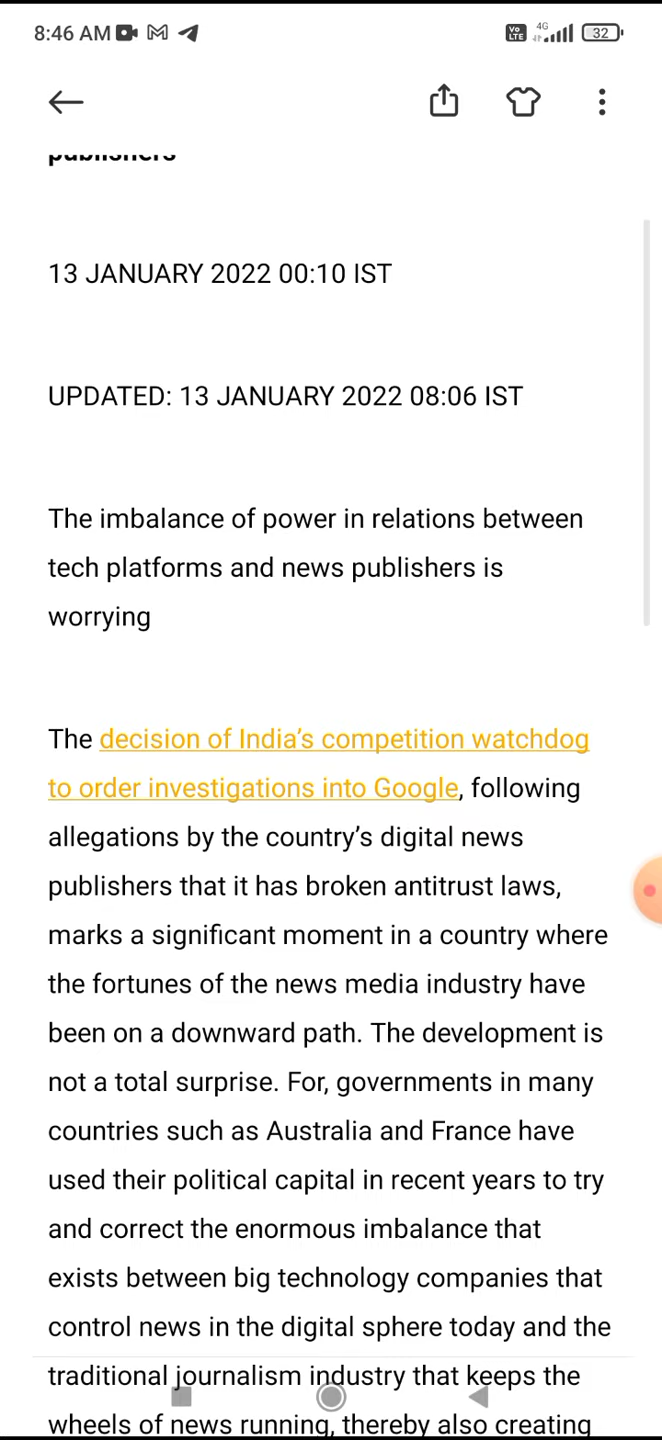 8:46 AM
Vo LTE 4G 32
publishers
13 JANUARY 2022 00:10 IST
UPDATED: 13 JANUARY 2022 08:06 IST
The imbalance of power in relations between
tech platforms and news publishers is
worrying
The decision of India’s competition watchdog
to order investigations into Google, following
allegations by the country’s digital news
publishers that it has broken antitrust laws,
marks a significant moment in a country where
the fortunes of the news media industry have
been on a downward path. The development is
not a total surprise. For, governments in many
countries such as Australia and France have
used their political capital in recent years to try
and correct the enormous imbalance that
exists between big technology companies that
control news in the digital sphere today and the
traditional journalism industry that keeps the
wheels of news running, thereby also creating